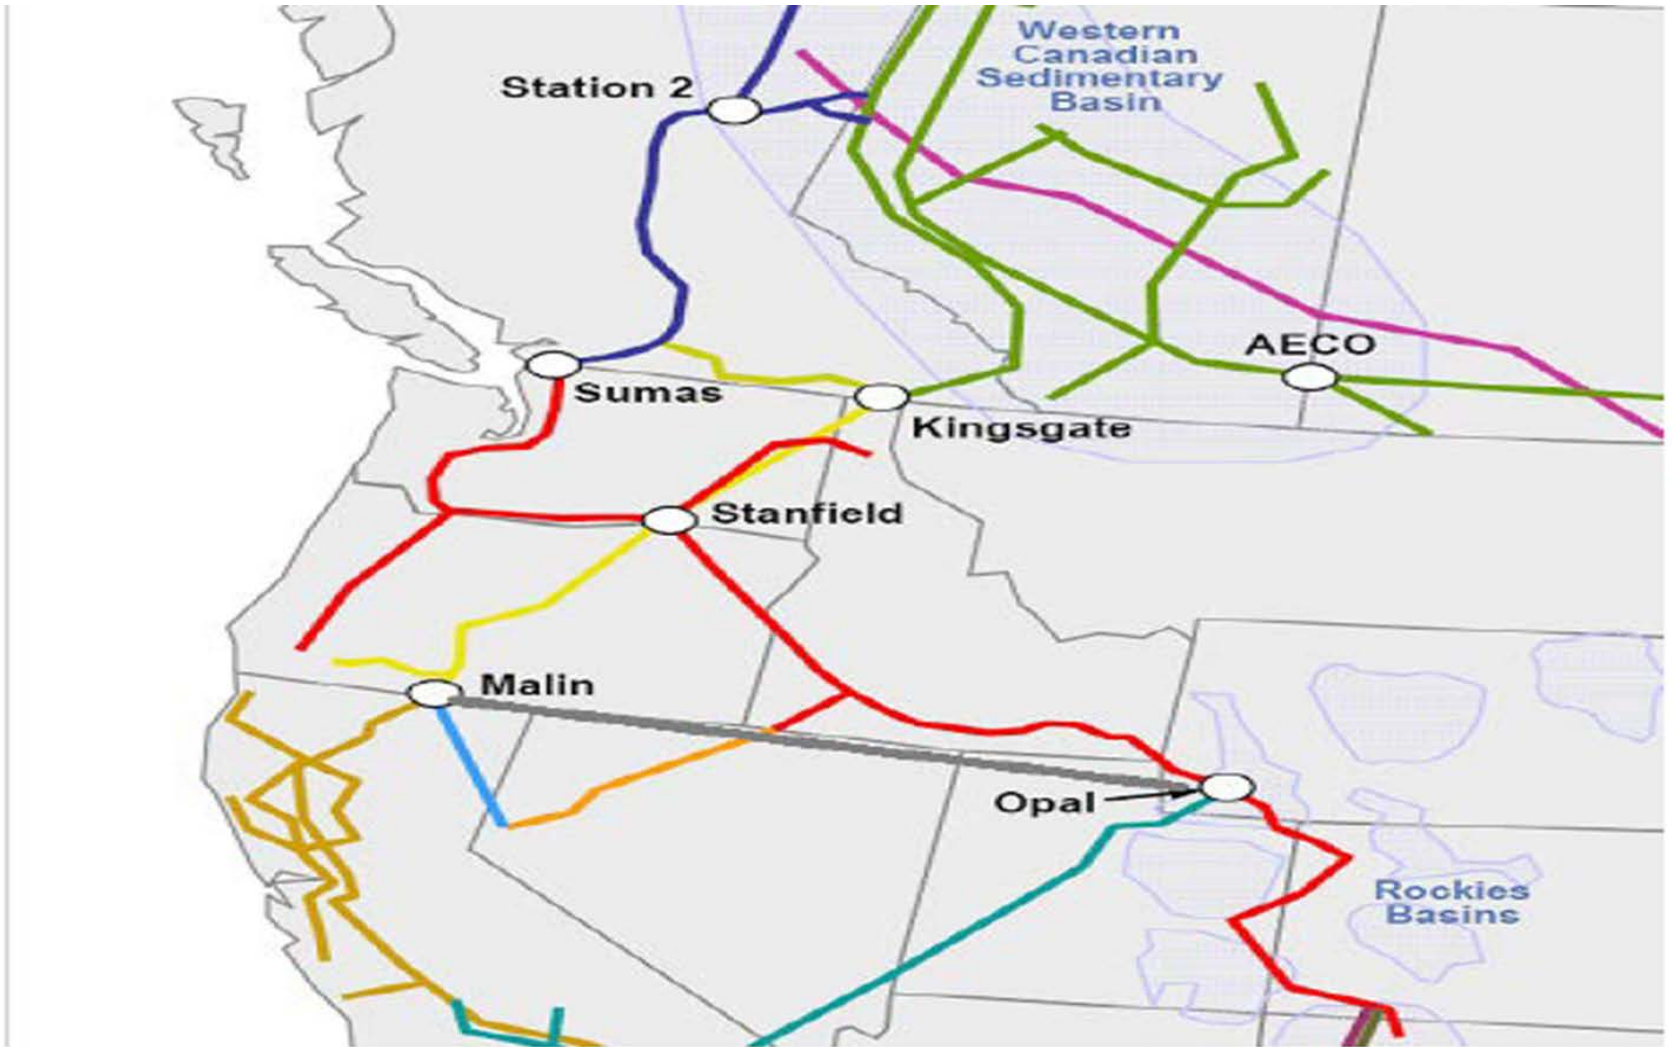 Western
Canadian
Sedimentary
Basin
Station 2
AECO
Sumas
Kingsgate
Stanfield
Malin
Opal
Rockies
Basins